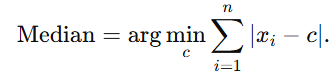 Median = arg min_c ∑_{i=1}^{n} |x_i − c|.